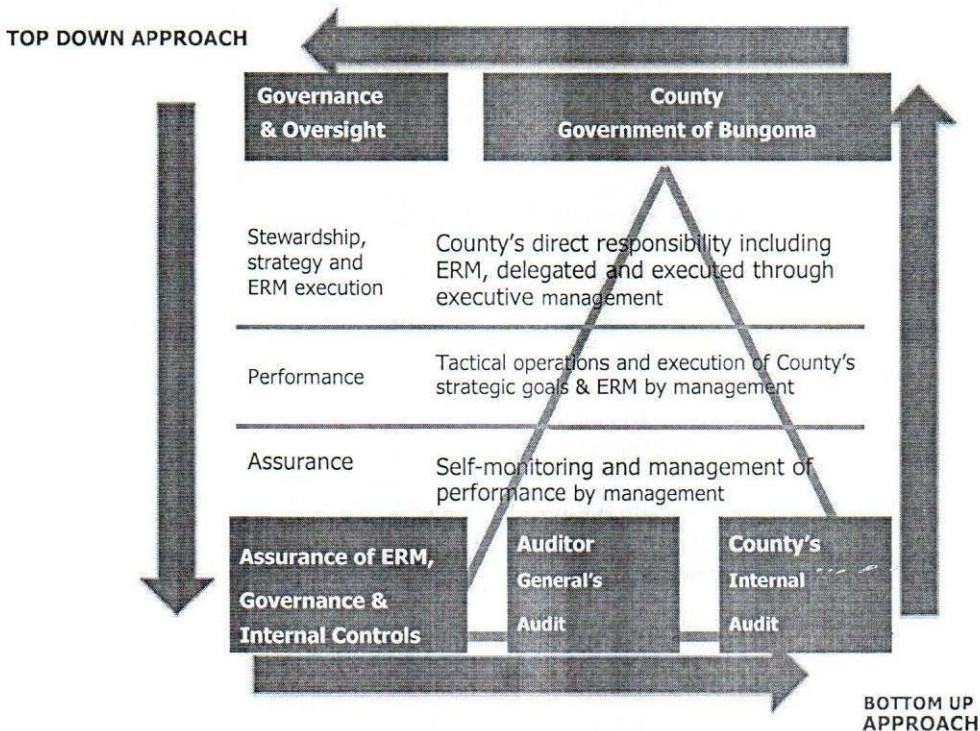 TOP DOWN APPROACH
Governance
& Oversight
County
Government of Bungoma
Stewardship,
strategy and
ERM execution
County's direct responsibility including
ERM, delegated and executed through
executive management
Performance
Tactical operations and execution of County's
strategic goals & ERM by management
Assurance
Self-monitoring and management of
performance by management
Assurance of ERM,
Governance &
Internal Controls
Auditor
General's
Audit
County's
Internal
Audit
BOTTOM UP
APPROACH